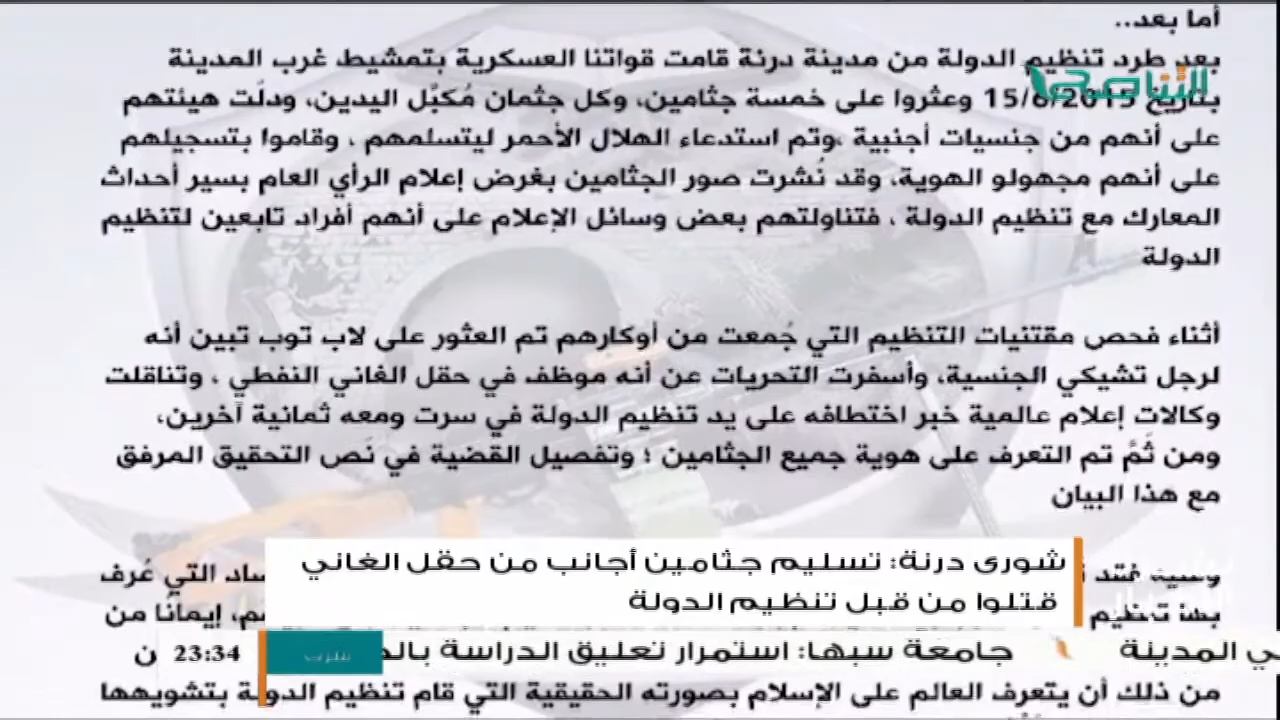 أما بعد..
بعد طرد تنظيم الدولة من مدينة درنة قامت قواتنا العسكرية بتمشيط غرب المدينة
التناصح
بتاريخ 15/6/2015 وعثروا على خمسة جثامين، وكل جثمان مُكبّل اليدين، ودلّت هيئتهم
على أنهم من جنسيات أجنبية ،وتم استدعاء الهلال الأحمر ليتسلمهم ، وقاموا بتسجيلهم
على أنهم مجهولو الهوية، وقد نُشرت صور الجثامين بغرض إعلام الرأي العام بسير أحداث
المعارك مع تنظيم الدولة ، فتناولتهم بعض وسائل الإعلام على أنهم أفراد تابعين لتنظيم
الدولة
أثناء فحص مقتنيات التنظيم التي جُمعت من أوكارهم تم العثور على لاب توب تبين أنه
لرجل تشيكي الجنسية، وأسفرت التحريات عن أنه موظف في حقل الغاني النفطي ، وتناقلت
وكالات إعلام عالمية خبر اختطافه على يد تنظيم الدولة في سرت ومعه ثمانية آخرين،
ومن ثَمَّ تم التعرف على هوية جميع الجثامين ؛ وتفصيل القضية في نَص التحقيق المرفق
مع هذا البيان
شورى درنة: تسليم جثامين أجانب من حقل الغاني
قتلوا من قبل تنظيم الدولة
التي عُرف
إيمانًا من
ي المدينة
جامعة سبها: استمرار تعليق الدراسة بالح
23:34
من ذلك أن يتعرف العالم على الإسلام بصورته الحقيقية التي قام تنظيم الدولة بتشويهها